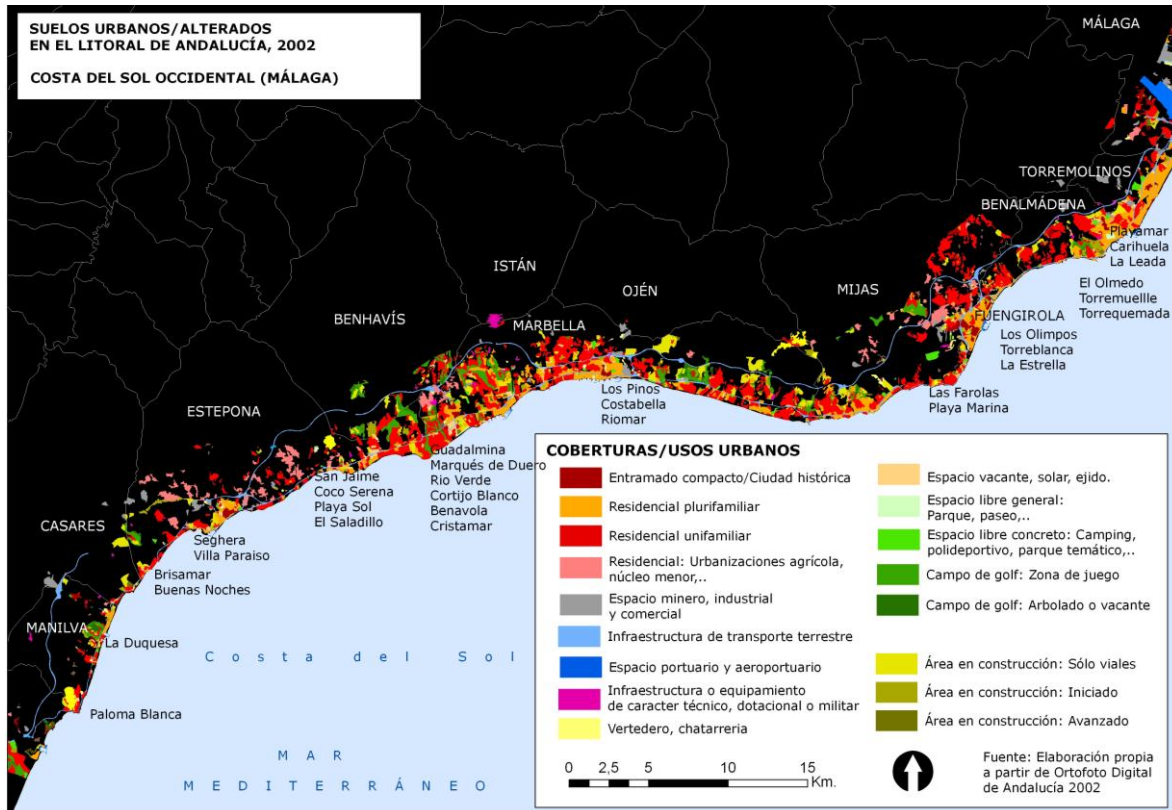 SUELOS URBANOS/ALTERADOS
EN EL LITORAL DE ANDALUCÍA, 2002
COSTA DEL SOL OCCIDENTAL (MÁLAGA)
MÁLAGA
TORREMOLINOS
BENALMÁDENA
Playamar
Carihuela
La Leada
ISTÁN
OJÉN
MIJAS
El Olmedo
Torremuellle
Torrequemada
BENHAVÍS
MARBELLA
FUENGIROLA
Los Olimpos
Torreblanca
La Estrella
Los Pinos
Costabella
Riomar
Las Farolas
Playa Marina
ESTEPONA
Guadalmina
Marqués de Duero
Rio Verde
Cortijo Blanco
Benavola
Cristamar
San Jaime
Coco Serena
Playa Sol
El Saladillo
CASARES
Seghera
Villa Paraiso
Brisamar
Buenas Noches
MANILVA
La Duquesa
Costa del Sol
Paloma Blanca
MAR
MEDITERRÁNEO
COBERTURAS/USOS URBANOS
Entramado compacto/Ciudad histórica
Residencial plurifamiliar
Residencial unifamiliar
Residencial: Urbanizaciones agrícola,
núcleo menor,..
Espacio minero, industrial
y comercial
Infraestructura de transporte terrestre
Espacio portuario y aeroportuario
Infraestructura o equipamiento
de caracter técnico, dotacional o militar
Vertedero, chatarreria
Espacio vacante, solar, ejido.
Espacio libre general:
Parque, paseo,..
Espacio libre concreto: Camping,
polideportivo, parque temático,..
Campo de golf: Zona de juego
Campo de golf: Arbolado o vacante
Área en construcción: Sólo viales
Área en construcción: Iniciado
Área en construcción: Avanzado
0 2,5 5 10 15
Km.
Fuente: Elaboración propia
a partir de Ortofoto Digital
de Andalucía 2002